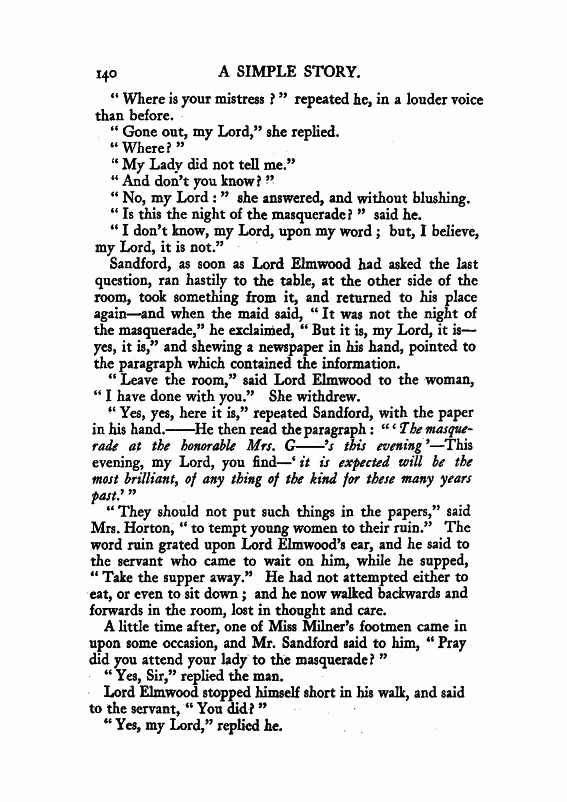 140 A SIMPLE STORY.
“ Where is your mistress ? ” repeated he, in a louder voice
than before.
“ Gone out, my Lord,” she replied.
“ Where? ”
“ My Lady did not tell me.”
“ And don't you know? ”
“ No, my Lord : ” she answered, and without blushing.
“ Is this the night of the masquerade? ” said he.
“ I don't know, my Lord, upon my word ; but, I believe,
my Lord, it is not.”
Sandford, as soon as Lord Elmwood had asked the last
question, ran hastily to the table, at the other side of the
room, took something from it, and returned to his place
again—and when the maid said, “ It was not the night of
the masquerade,” he exclaimed, “ But it is, my Lord, it is—
yes, it is,” and shewing a newspaper in his hand, pointed to
the paragraph which contained the information.
“ Leave the room,” said Lord Elmwood to the woman,
“ I have done with you.” She withdrew.
“ Yes, yes, here it is,” repeated Sandford, with the paper
in his hand.——He then read the paragraph : “ ‘ The masque-
rade at the honorable Mrs. G——'s this evening ’—This
evening, my Lord, you find—‘ it is expected will be the
most brilliant, of any thing of the kind for these many years
past.’ ”
“ They should not put such things in the papers,” said
Mrs. Horton, “ to tempt young women to their ruin.” The
word ruin grated upon Lord Elmwood's ear, and he said to
the servant who came to wait on him, while he supped,
“ Take the supper away.” He had not attempted either to
eat, or even to sit down ; and he now walked backwards and
forwards in the room, lost in thought and care.
A little time after, one of Miss Milner's footmen came in
upon some occasion, and Mr. Sandford said to him, “ Pray
did you attend your lady to the masquerade? ”
“ Yes, Sir,” replied the man.
Lord Elmwood stopped himself short in his walk, and said
to the servant, “ You did? ”
“ Yes, my Lord,” replied he.